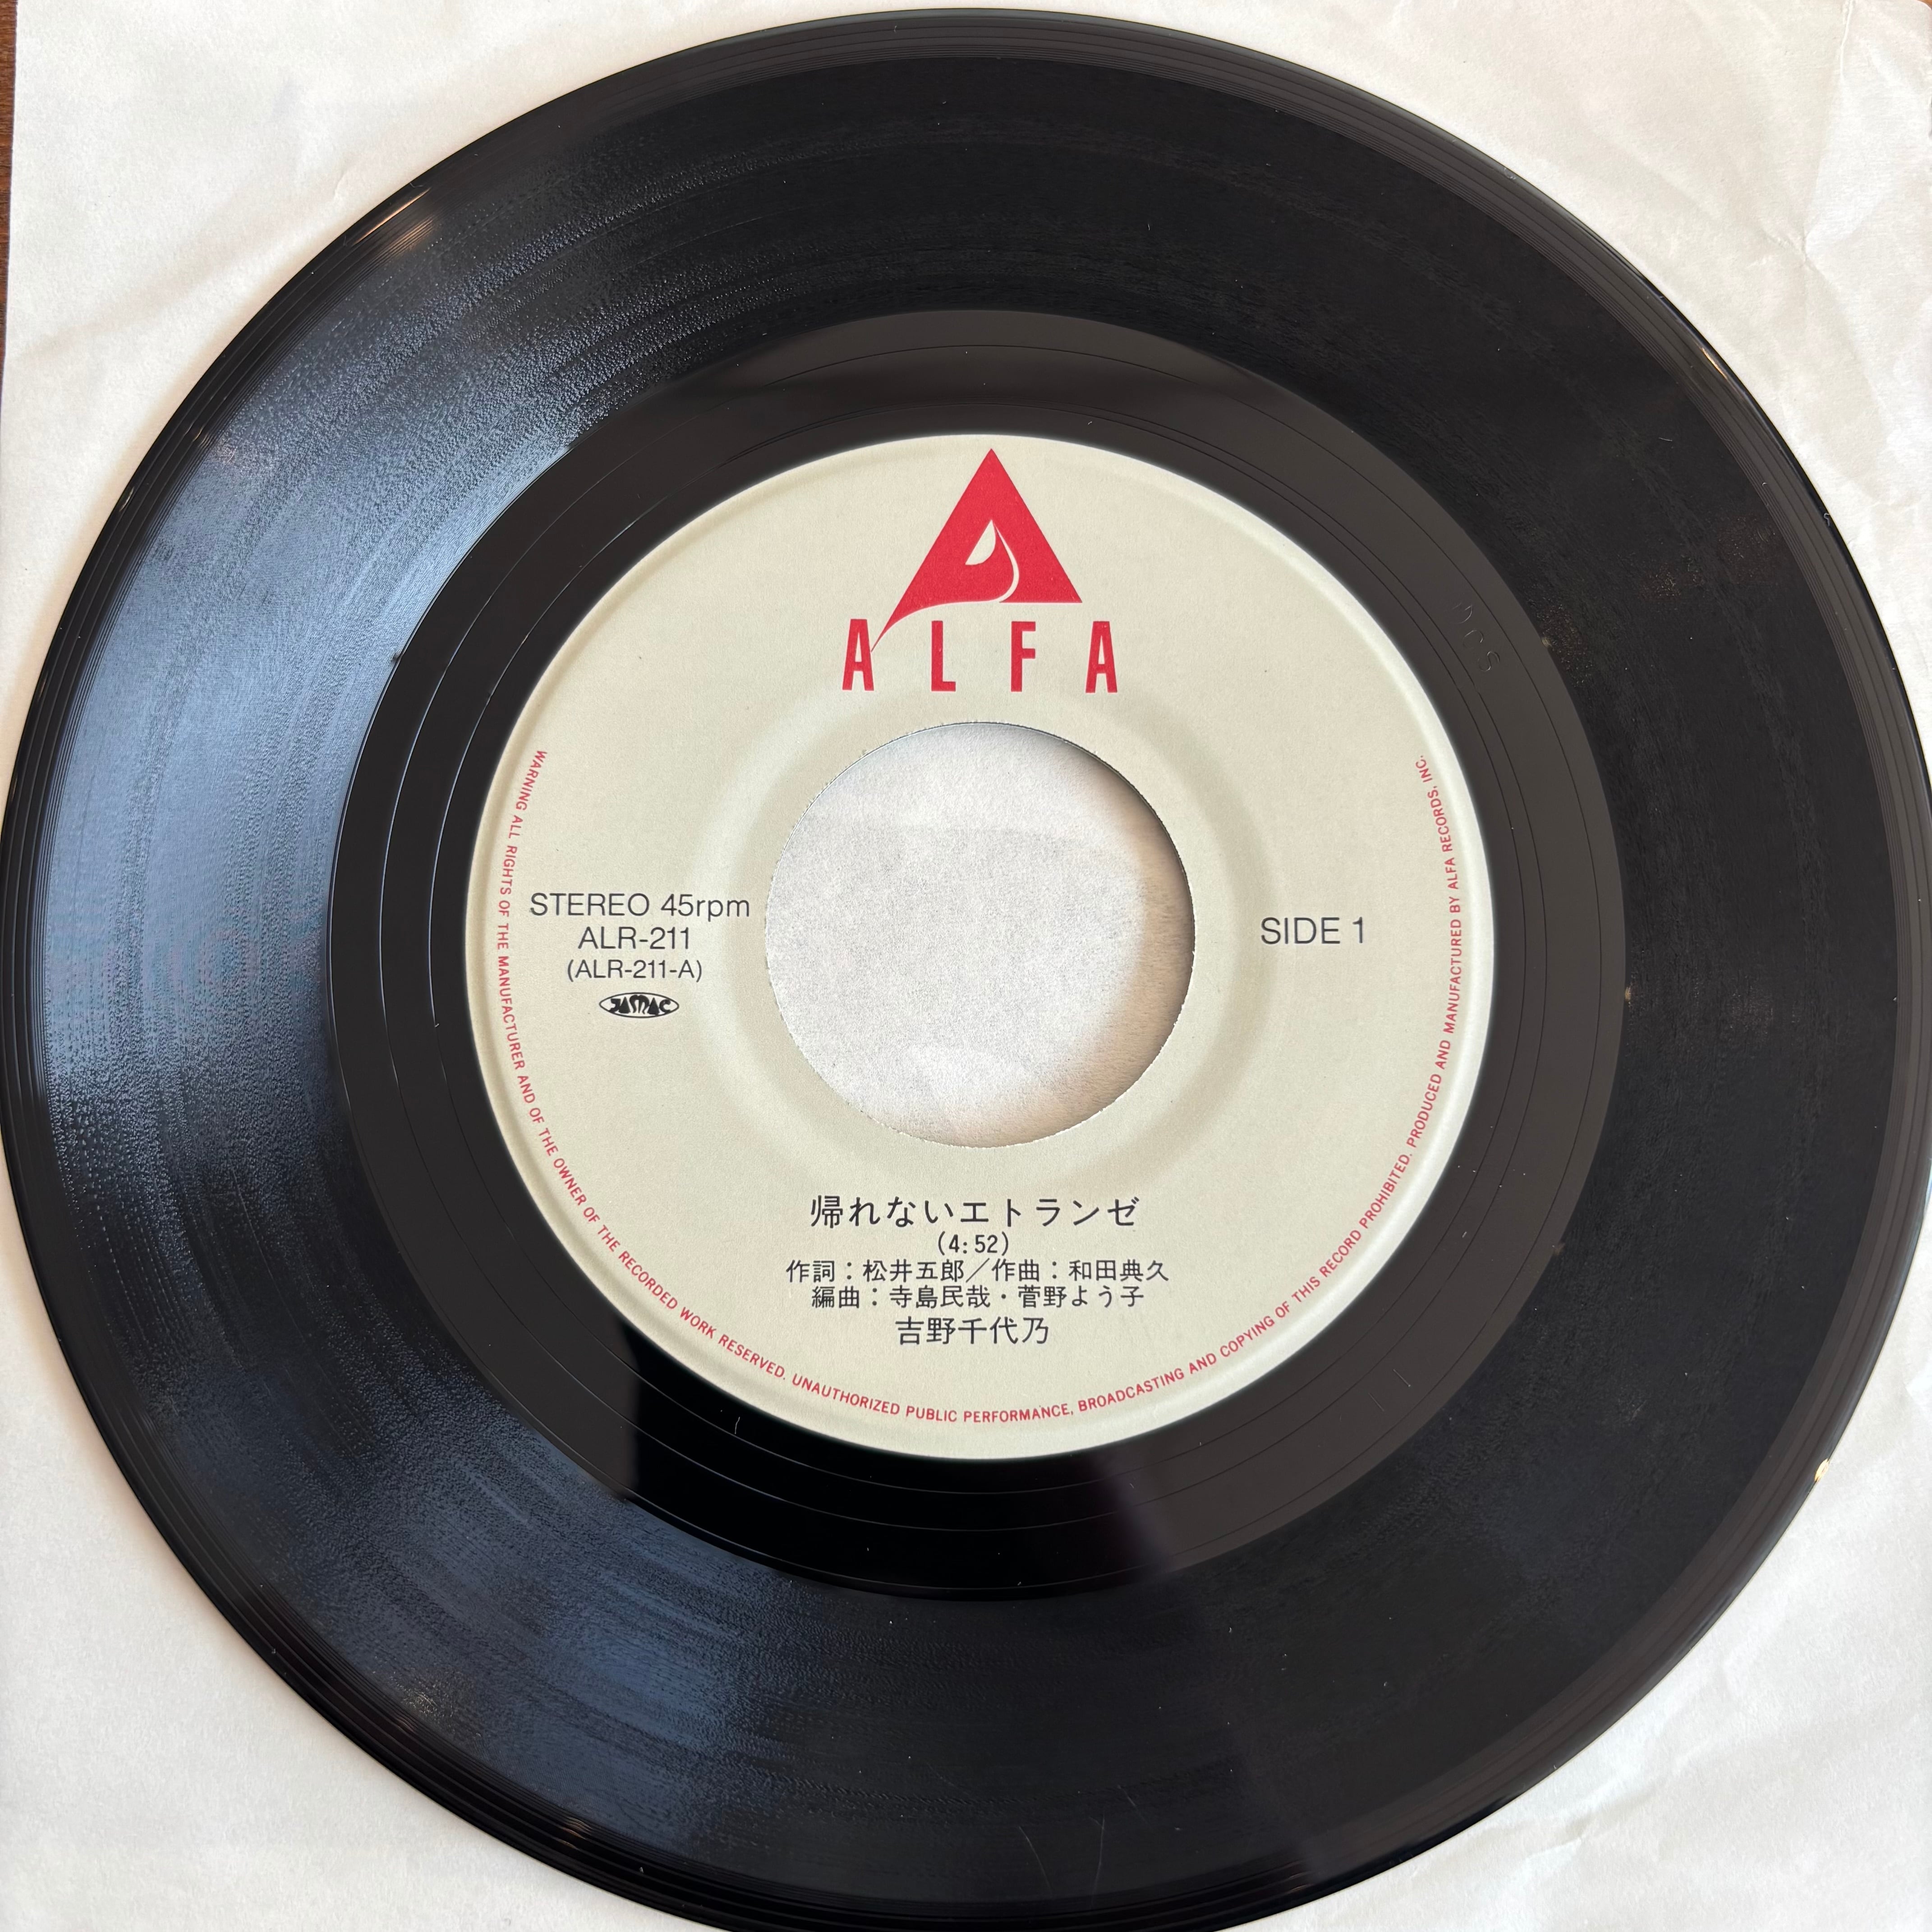 ALFA
STEREO 45rpm
ALR-211
(ALR-211-A)
JASRAC
SIDE 1
帰れないエトランゼ
(4:52)
作詞：松井五郎／作曲：和田典久
編曲：寺島民哉・菅野よう子
吉野千代乃
WARNING ALL RIGHTS OF THE MANUFACTURER AND OF THE OWNER OF THE RECORDED WORK RESERVED. UNAUTHORIZED PUBLIC PERFORMANCE, BROADCASTING AND COPYING OF THIS RECORD PROHIBITED. PRODUCED AND MANUFACTURED BY ALFA RECORDS, INC.